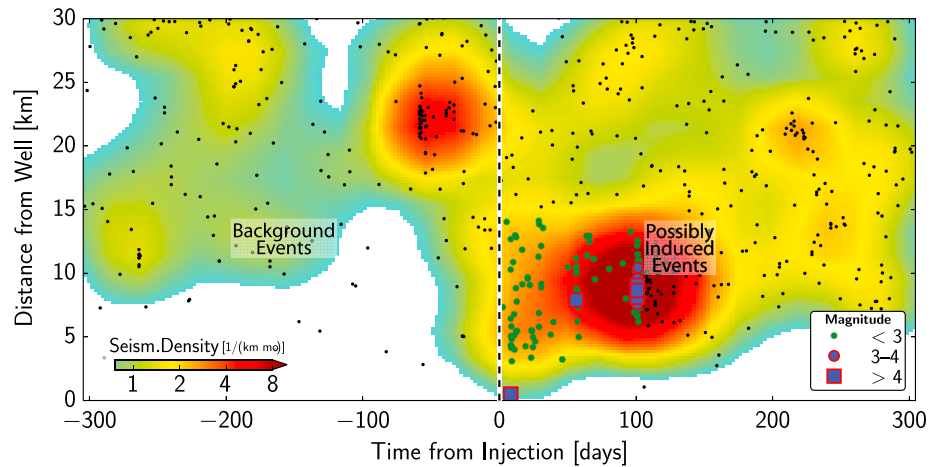 30
25
20
15
10
5
0
Distance from Well [km]
Background
Events
Possibly
Induced
Events
Seism.Density [1/(km mo)]
1 2 4 8
Magnitude
< 3
3–4
> 4
−300 −200 −100 0 100 200 300
Time from Injection [days]